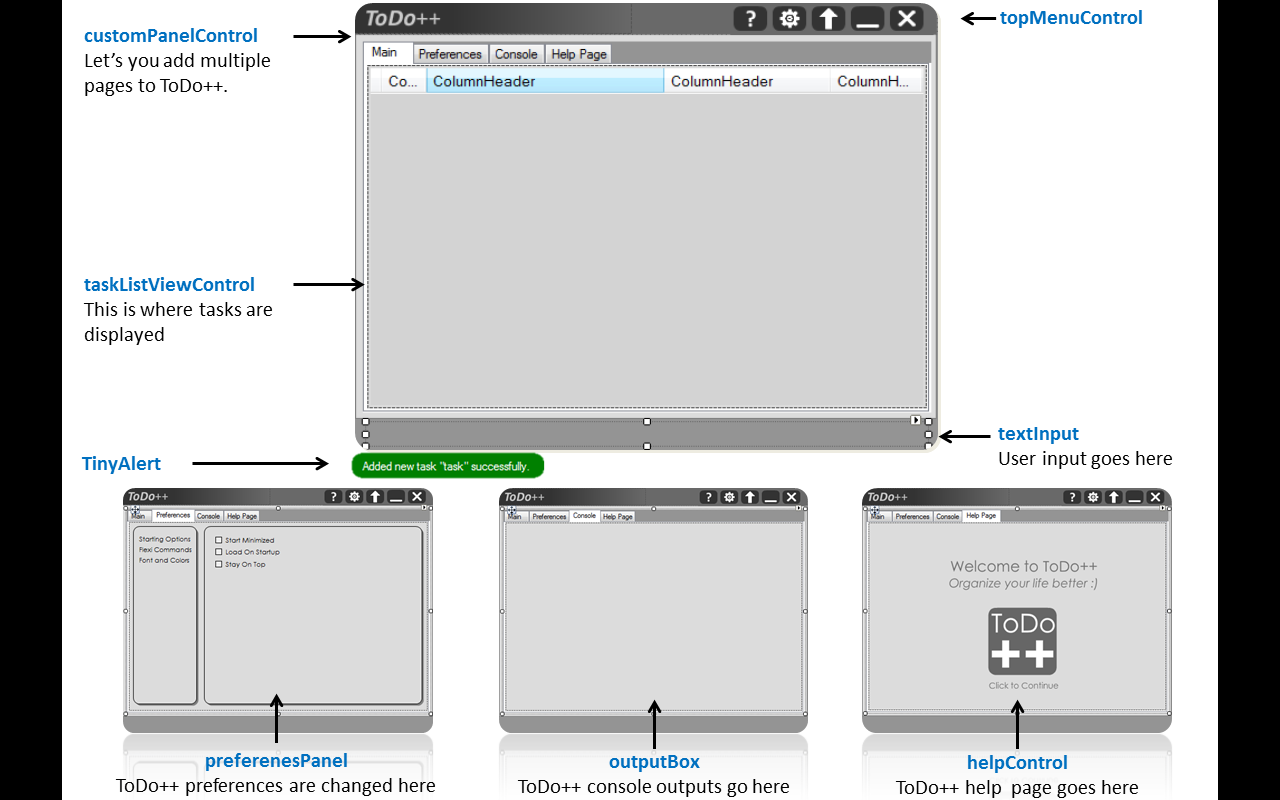 ToDo++
?
customPanelControl
Let's you add multiple
pages to ToDo++.
topMenuControl
Main Preferences Console Help Page
Co... ColumnHeader ColumnHeader ColumnH...
taskListViewControl
This is where tasks are
displayed
textInput
User input goes here
TinyAlert
Added new task "task" successfully.
ToDo++
?
Main Preferences Console Help Page
Starting Options
Flexi Commands
Font and Colors
Start Minimized
Load On Startup
Stay On Top
preferenesPanel
ToDo++ preferences are changed here
ToDo++
?
Main Preferences Console Help Page
outputBox
ToDo++ console outputs go here
ToDo++
?
Main Preferences Console Help Page
Welcome to ToDo++
Organize your life better :)
ToDo
++
Click to Continue
helpControl
ToDo++ help page goes here